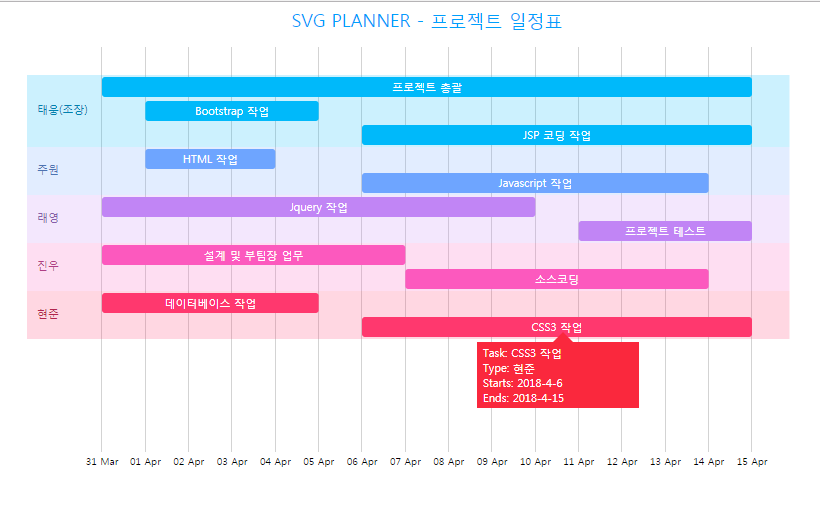 SVG PLANNER - 프로젝트 일정표
프로젝트 총괄
태웅(조장)
Bootstrap 작업
JSP 코딩 작업
HTML 작업
주원
Javascript 작업
Jquery 작업
래영
프로젝트 테스트
설계 및 부팀장 업무
진우
소스코딩
데이터베이스 작업
현준
CSS3 작업
Task: CSS3 작업
Type: 현준
Starts: 2018-4-6
Ends: 2018-4-15
31 Mar 01 Apr 02 Apr 03 Apr 04 Apr 05 Apr 06 Apr 07 Apr 08 Apr 09 Apr 10 Apr 11 Apr 12 Apr 13 Apr 14 Apr 15 Apr